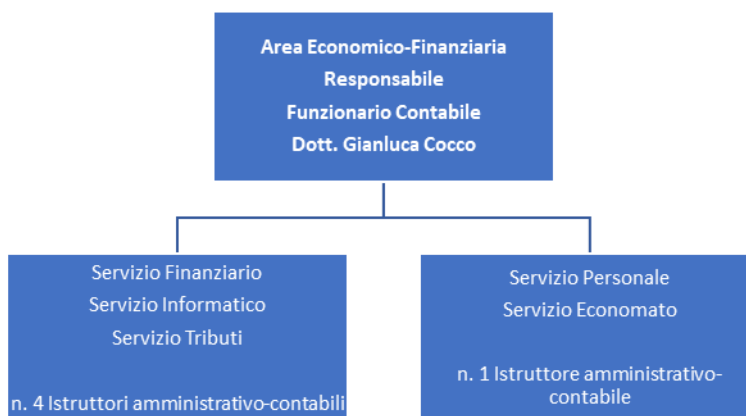 Area Economico-Finanziaria
Responsabile
Funzionario Contabile
Dott. Gianluca Cocco
Servizio Finanziario
Servizio Informatico
Servizio Tributi
n. 4 Istruttori amministrativo-contabili
Servizio Personale
Servizio Economato
n. 1 Istruttore amministrativo-
contabile